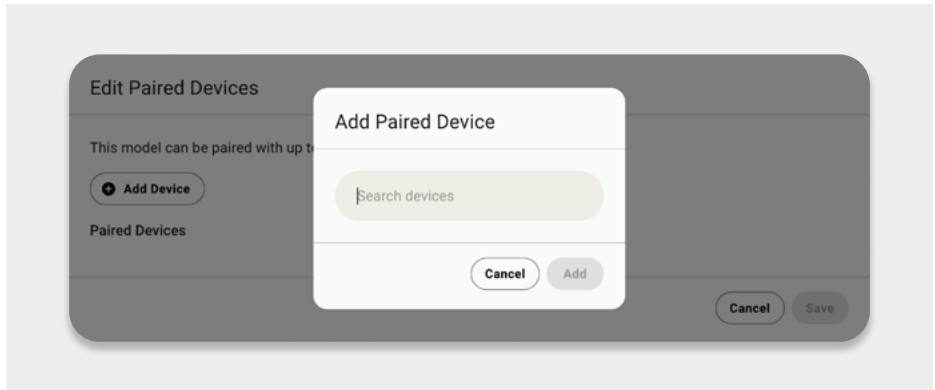 Edit Paired Devices
This model can be paired with up
Add Device
Paired Devices
Cancel
Save
Add Paired Device
Search devices
Cancel
Add